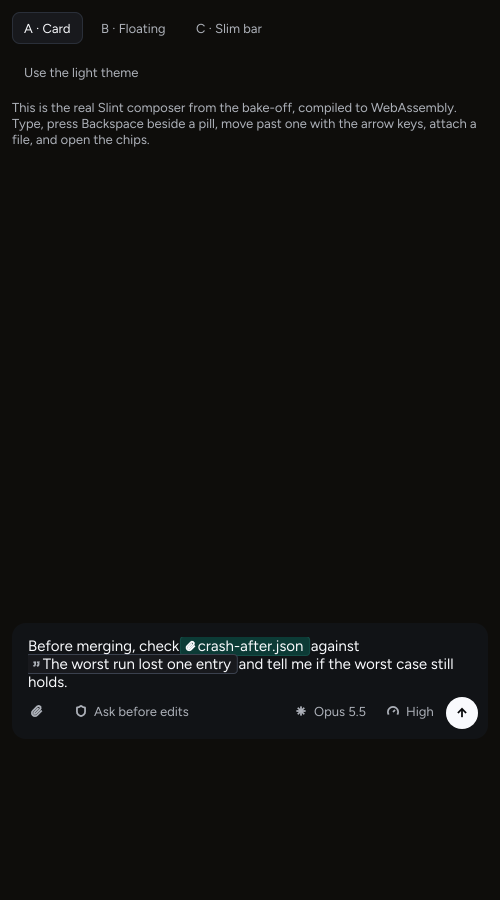 A · Card B · Floating C · Slim bar
Use the light theme
This is the real Slint composer from the bake-off, compiled to WebAssembly.
Type, press Backspace beside a pill, move past one with the arrow keys, attach a
file, and open the chips.
Before merging, check crash-after.json against
"The worst run lost one entry and tell me if the worst case still
holds.
Ask before edits Opus 5.5 High